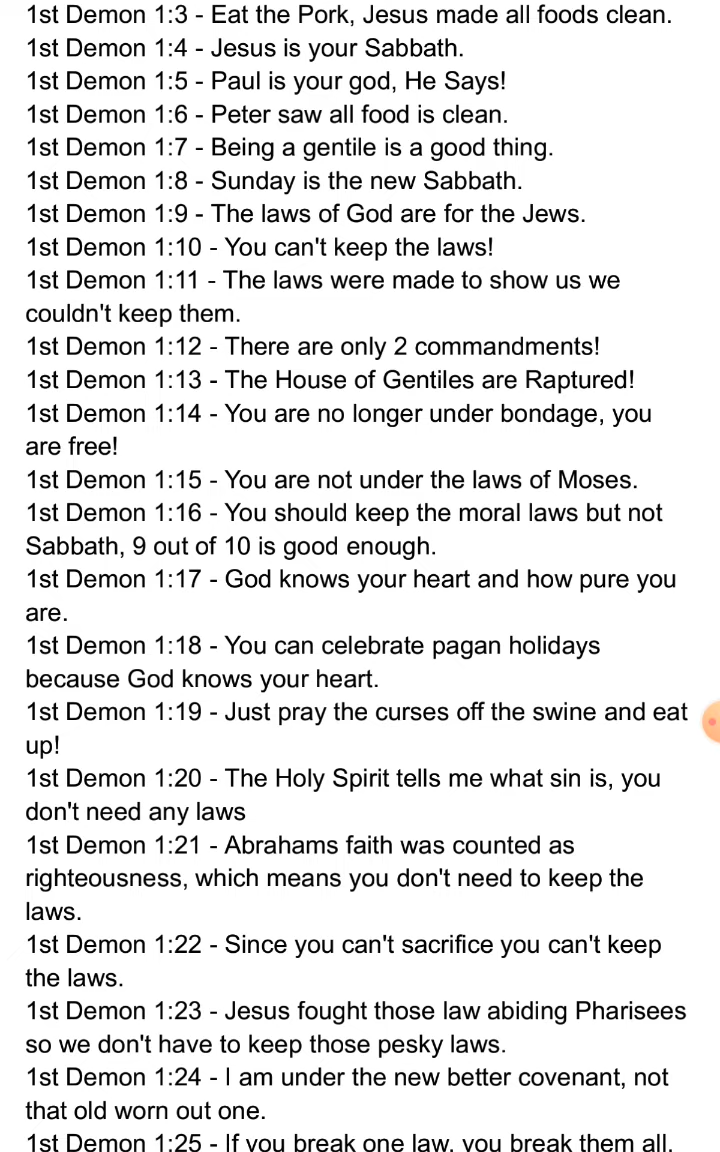 1st Demon 1:3 - Eat the Pork, Jesus made all foods clean.
1st Demon 1:4 - Jesus is your Sabbath.
1st Demon 1:5 - Paul is your god, He Says!
1st Demon 1:6 - Peter saw all food is clean.
1st Demon 1:7 - Being a gentile is a good thing.
1st Demon 1:8 - Sunday is the new Sabbath.
1st Demon 1:9 - The laws of God are for the Jews.
1st Demon 1:10 - You can't keep the laws!
1st Demon 1:11 - The laws were made to show us we
couldn't keep them.
1st Demon 1:12 - There are only 2 commandments!
1st Demon 1:13 - The House of Gentiles are Raptured!
1st Demon 1:14 - You are no longer under bondage, you
are free!
1st Demon 1:15 - You are not under the laws of Moses.
1st Demon 1:16 - You should keep the moral laws but not
Sabbath, 9 out of 10 is good enough.
1st Demon 1:17 - God knows your heart and how pure you
are.
1st Demon 1:18 - You can celebrate pagan holidays
because God knows your heart.
1st Demon 1:19 - Just pray the curses off the swine and eat
up!
1st Demon 1:20 - The Holy Spirit tells me what sin is, you
don't need any laws
1st Demon 1:21 - Abrahams faith was counted as
righteousness, which means you don't need to keep the
laws.
1st Demon 1:22 - Since you can't sacrifice you can't keep
the laws.
1st Demon 1:23 - Jesus fought those law abiding Pharisees
so we don't have to keep those pesky laws.
1st Demon 1:24 - I am under the new better covenant, not
that old worn out one.
1st Demon 1:25 - If you break one law, you break them all.